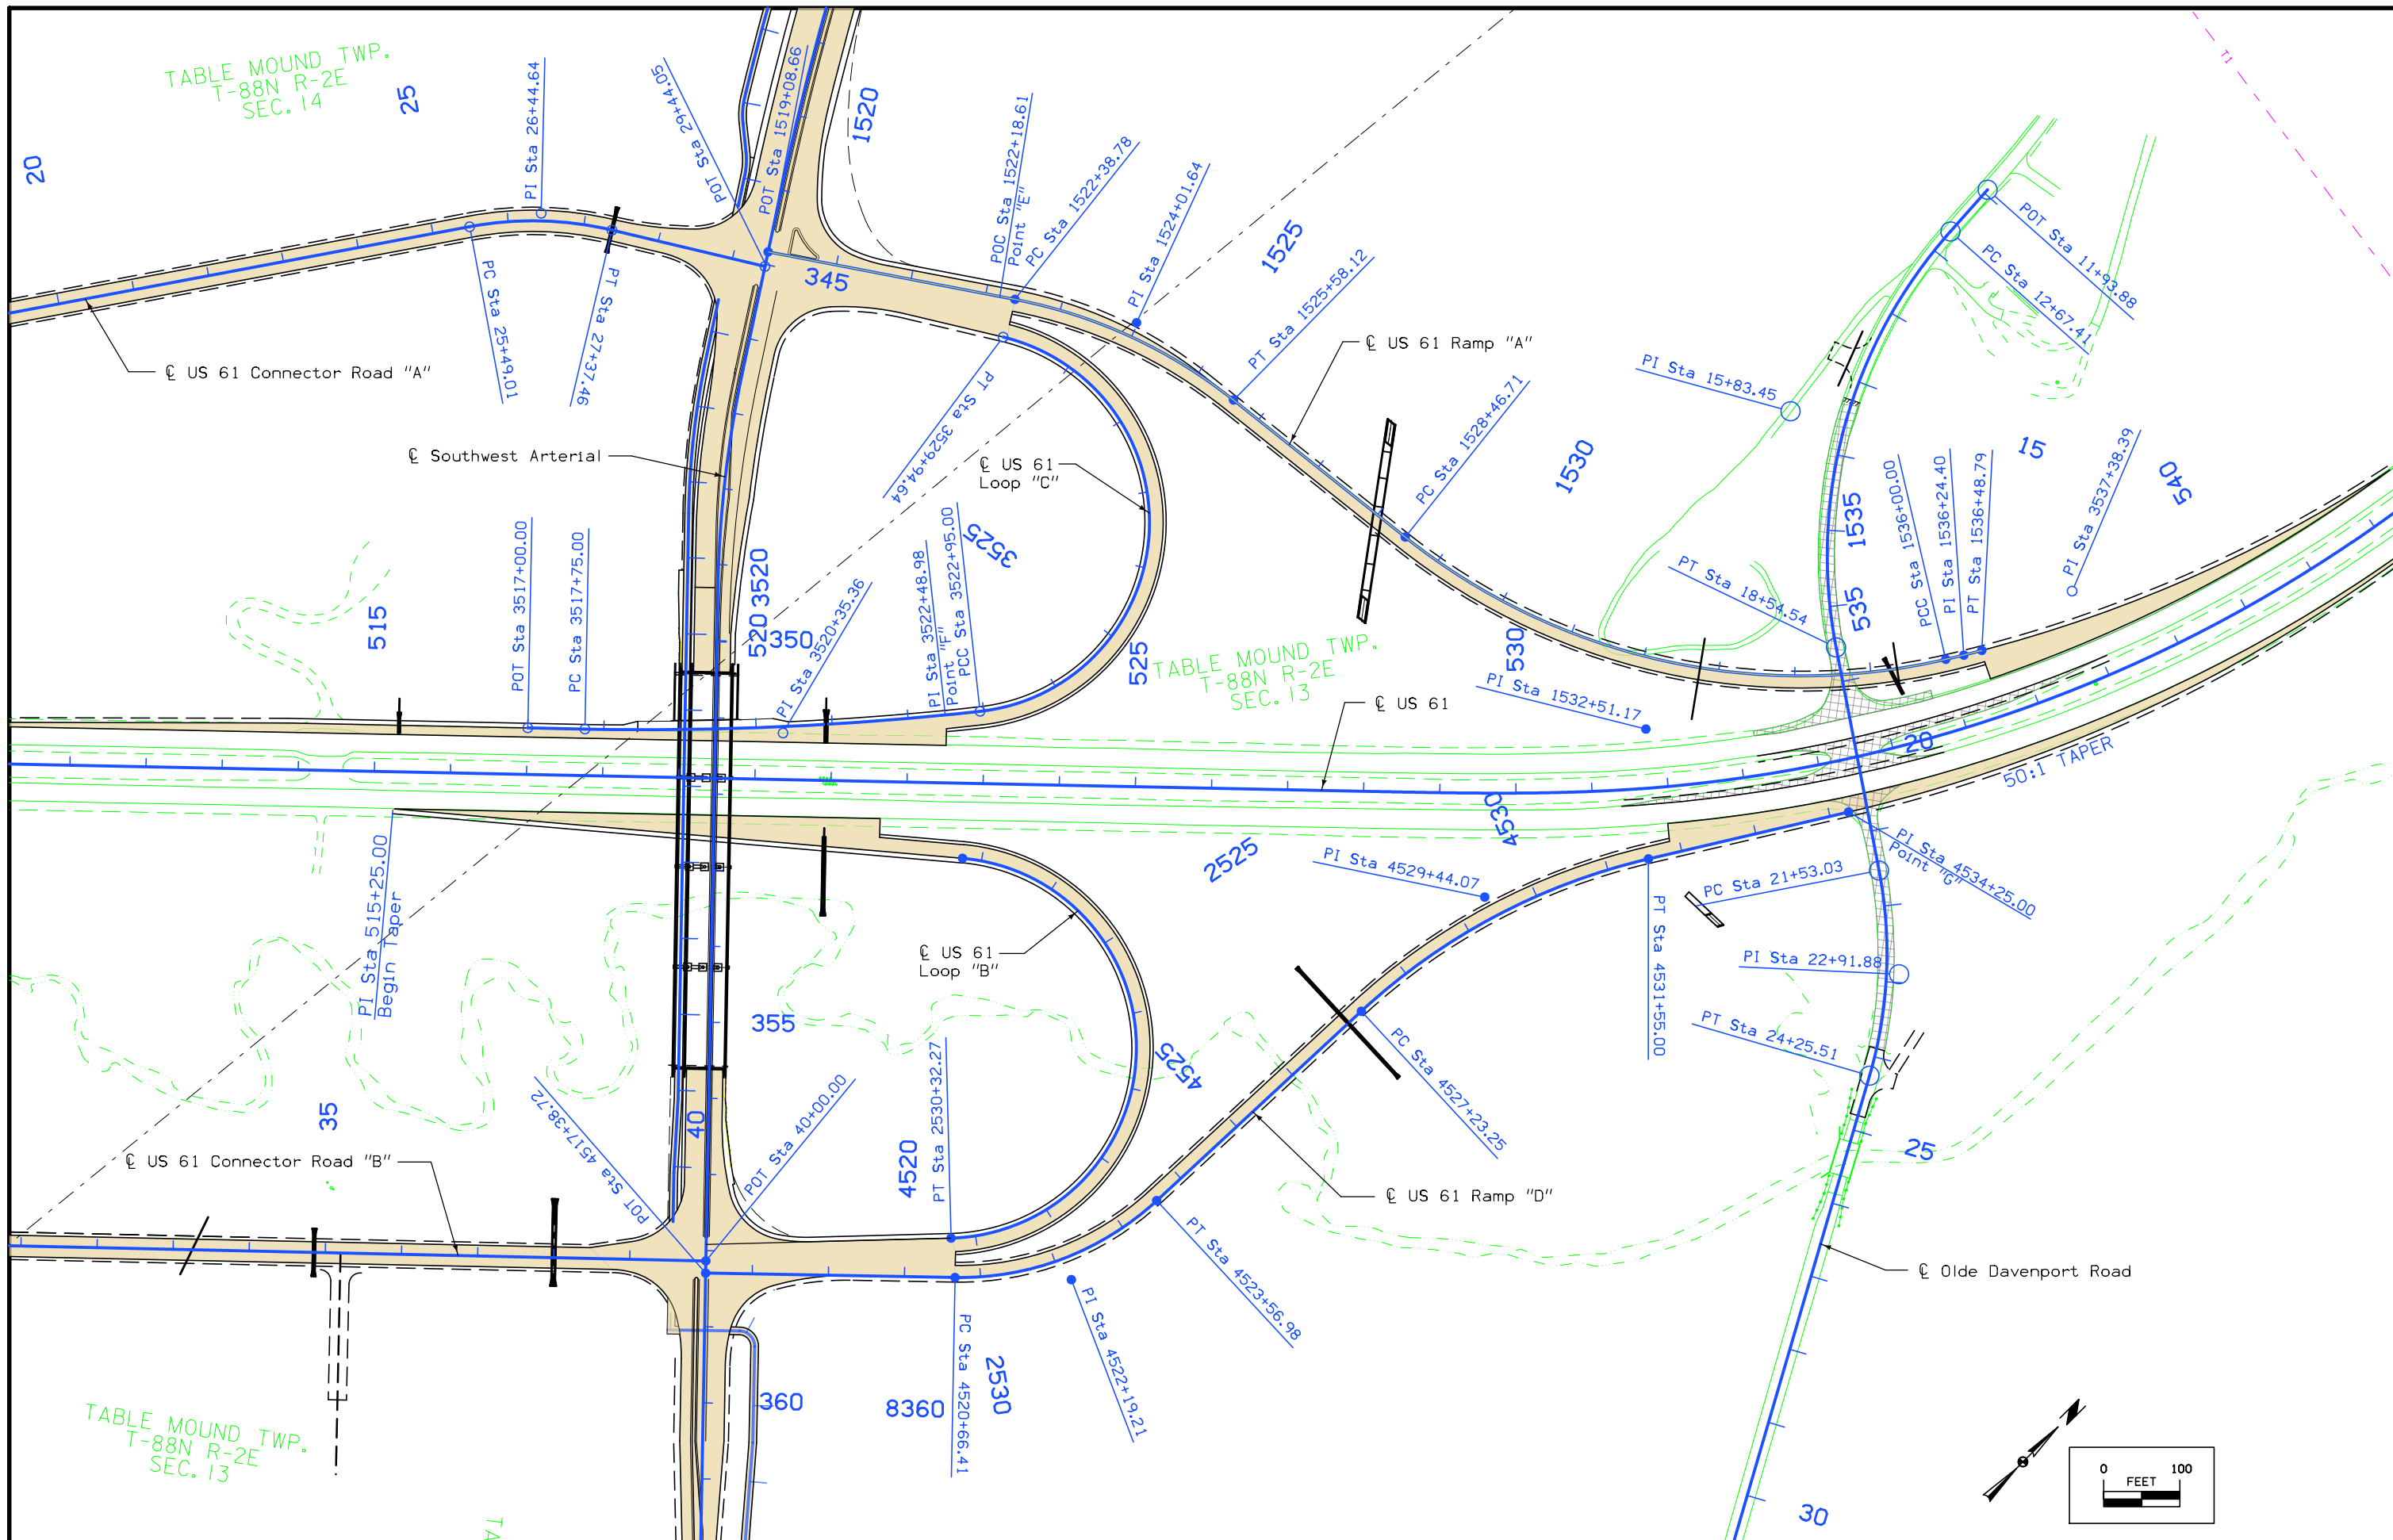 TABLE MOUND TWP.
T-88N R-2E
SEC. 14
20
25
PI Sta 26+44.64
POT Sta 29+44.05
POT Sta 1519+08.66
1520
POC Sta 1522+18.61
Point "E"
PC Sta 1522+38.78
PI Sta 1524+01.64
1525
PT Sta 1525+58.12
T1
POT Sta 11+93.88
PC Sta 12+67.41
PC Sta 25+49.01
PT Sta 27+37.46
345
℄ US 61 Connector Road "A"
℄ US 61 Ramp "A"
PI Sta 15+83.45
PC Sta 1528+46.71
PT Sta 3529+94.64
℄ Southwest Arterial
℄ US 61
Loop "C"
1530
15
540
PI Sta 3537+38.39
PCC Sta 1536+00.00
PI Sta 1536+24.40
PT Sta 1536+48.79
1535
535
PT Sta 18+54.54
POT Sta 3517+00.00
PC Sta 3517+75.00
515
3520
520
350
PI Sta 3520+35.36
PI Sta 3522+48.98
Point "F"
PCC Sta 3522+95.00
3525
525
TABLE MOUND TWP.
T-88N R-2E
SEC. 13
530
PI Sta 1532+51.17
℄ US 61
20
50:1 TAPER
4530
2525
PI Sta 4529+44.07
PI Sta 4534+25.00
Point "G"
PC Sta 21+53.03
PI Sta 515+25.00
Begin Taper
℄ US 61
Loop "B"
PT Sta 4531+55.00
PI Sta 22+91.88
PT Sta 24+25.51
355
4525
PC Sta 4527+23.25
35
40
POT Sta 4517+38.72
POT Sta 40+00.00
4520
PT Sta 2530+32.27
℄ US 61 Connector Road "B"
25
℄ US 61 Ramp "D"
PT Sta 4523+56.98
℄ Olde Davenport Road
PI Sta 4522+19.21
PC Sta 4520+66.41
2530
360
8360
TABLE MOUND TWP.
T-88N R-2E
SEC. 13
TA
N
0 100
FEET
30